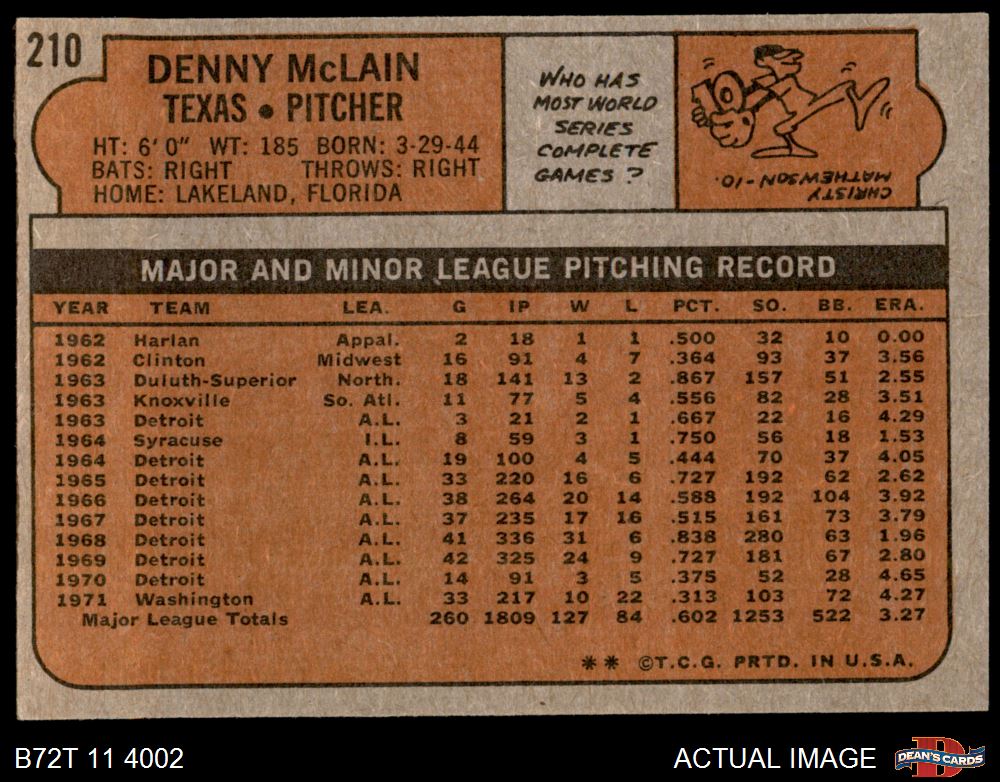 210
DENNY McLAIN
TEXAS • PITCHER
HT: 6' 0" WT: 185 BORN: 3-29-44
BATS: RIGHT THROWS: RIGHT
HOME: LAKELAND, FLORIDA
WHO HAS
MOST WORLD
SERIES
COMPLETE
GAMES ?
10
CHRISTY
MATHEWSON-10.
MAJOR AND MINOR LEAGUE PITCHING RECORD
YEAR TEAM LEA. G IP W L PCT. SO. BB. ERA.
1962 Harlan Appal. 2 18 1 1 .500 32 10 0.00
1962 Clinton Midwest 16 91 4 7 .364 93 37 3.56
1963 Duluth-Superior North. 18 141 13 2 .867 157 51 2.55
1963 Knoxville So. Atl. 11 77 5 4 .556 82 28 3.51
1963 Detroit A.L. 3 21 2 1 .667 22 16 4.29
1964 Syracuse I.L. 8 59 3 1 .750 56 18 1.53
1964 Detroit A.L. 19 100 4 5 .444 70 37 4.05
1965 Detroit A.L. 33 220 16 6 .727 192 62 2.62
1966 Detroit A.L. 38 264 20 14 .588 192 104 3.92
1967 Detroit A.L. 37 235 17 16 .515 161 73 3.79
1968 Detroit A.L. 41 336 31 6 .838 280 63 1.96
1969 Detroit A.L. 42 325 24 9 .727 181 67 2.80
1970 Detroit A.L. 14 91 3 5 .375 52 28 4.65
1971 Washington A.L. 33 217 10 22 .313 103 72 4.27
Major League Totals 260 1809 127 84 .602 1253 522 3.27
** ©T.C.G. PRTD. IN U.S.A.
B72T 11 4002
ACTUAL IMAGE
D
DEAN'S CARDS